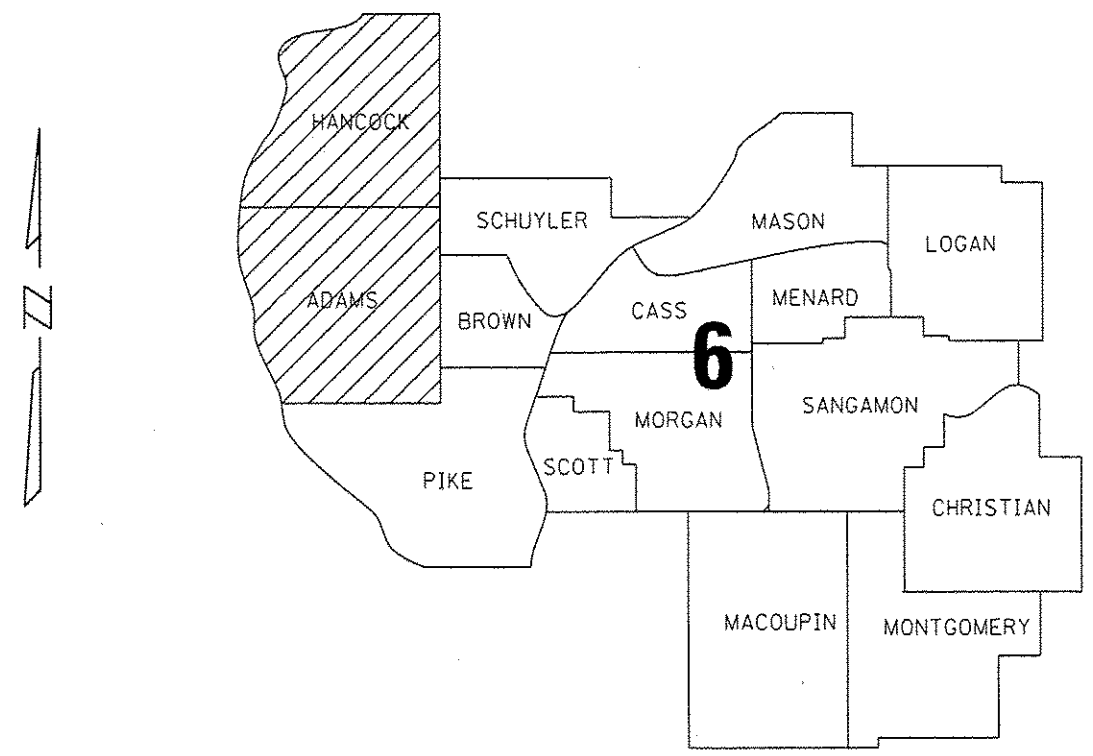 HANCOCK
SCHUYLER
MASON
LOGAN
N
ADAMS
BROWN
CASS
MENARD
6
MORGAN
SANGAMON
PIKE
SCOTT
CHRISTIAN
MACOUPIN
MONTGOMERY